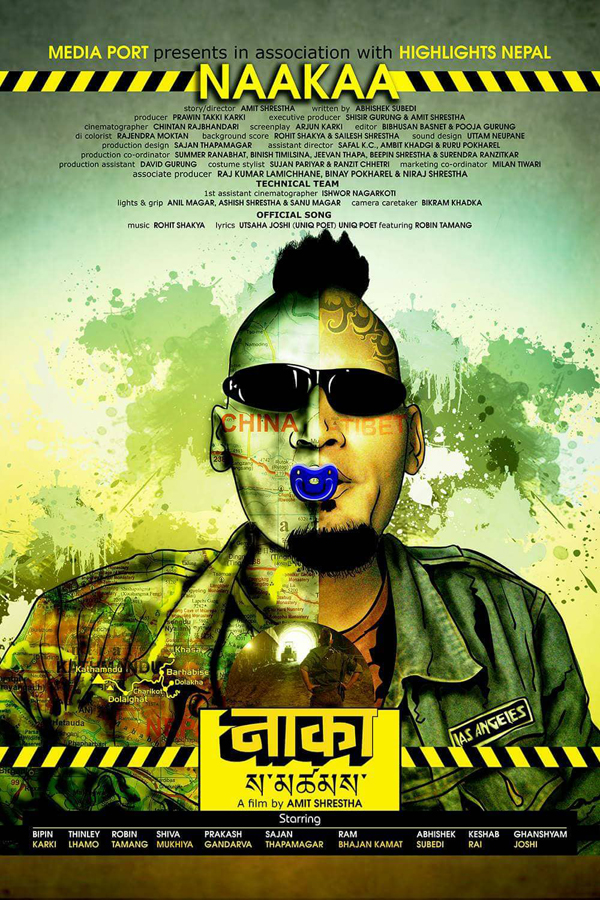 MEDIA PORT presents in association with HIGHLIGHTS NEPAL
NAAKAA
story/director AMIT SHRESTHA written by ABHISHEK SUBEDI
producer PRAWIN TAKKI KARKI executive producer SHISIR GURUNG & AMIT SHRESTHA
cinematographer CHINTAN RAJBHANDARI screenplay ARJUN KARKI editor BIBHUSAN BASNET & POOJA GURUNG
di colorist RAJENDRA MOKTAN background score ROHIT SHAKYA & SAILESH SHRESTHA sound design UTTAM NEUPANE
production design SAJAN THAPAMAGAR assistant director SAFAL K.C., AMBIT KHADGI & RURU POKHAREL
production co-ordinator SUMMER RANABHAT, BINISH TIMILSINA, JEEVAN THAPA, BEEPIN SHRESTHA & SURENDRA RANZITKAR
production assistant DAVID GURUNG costume stylist SUJAN PARIYAR & RANZIT CHHETRI marketing co-ordinator MILAN TIWARI
associate producer RAJ KUMAR LAMICHHANE, BINAY POKHAREL & NIRAJ SHRESTHA
TECHNICAL TEAM
1st assistant cinematographer ISHWOR NAGARKOTI
lights & grip ANIL MAGAR, ASHISH SHRESTHA & SANU MAGAR camera caretaker BIKRAM KHADKA
OFFICIAL SONG
music ROHIT SHAKYA lyrics UTSAHA JOSHI (UNIQ POET) UNIQ POET featuring ROBIN TAMANG
CHINA TIBET
Khasa
Kathmandu Barhabise
Dolakha
Charikot
Dolalghat
LAS ANGELES
नाका
ས་མཚམས་
A film by AMIT SHRESTHA
Starring
BIPIN KARKI THINLEY LHAMO ROBIN TAMANG SHIVA MUKHIYA PRAKASH GANDARVA SAJAN THAPAMAGAR RAM BHAJAN KAMAT ABHISHEK SUBEDI KESHAB RAI GHANSHYAM JOSHI